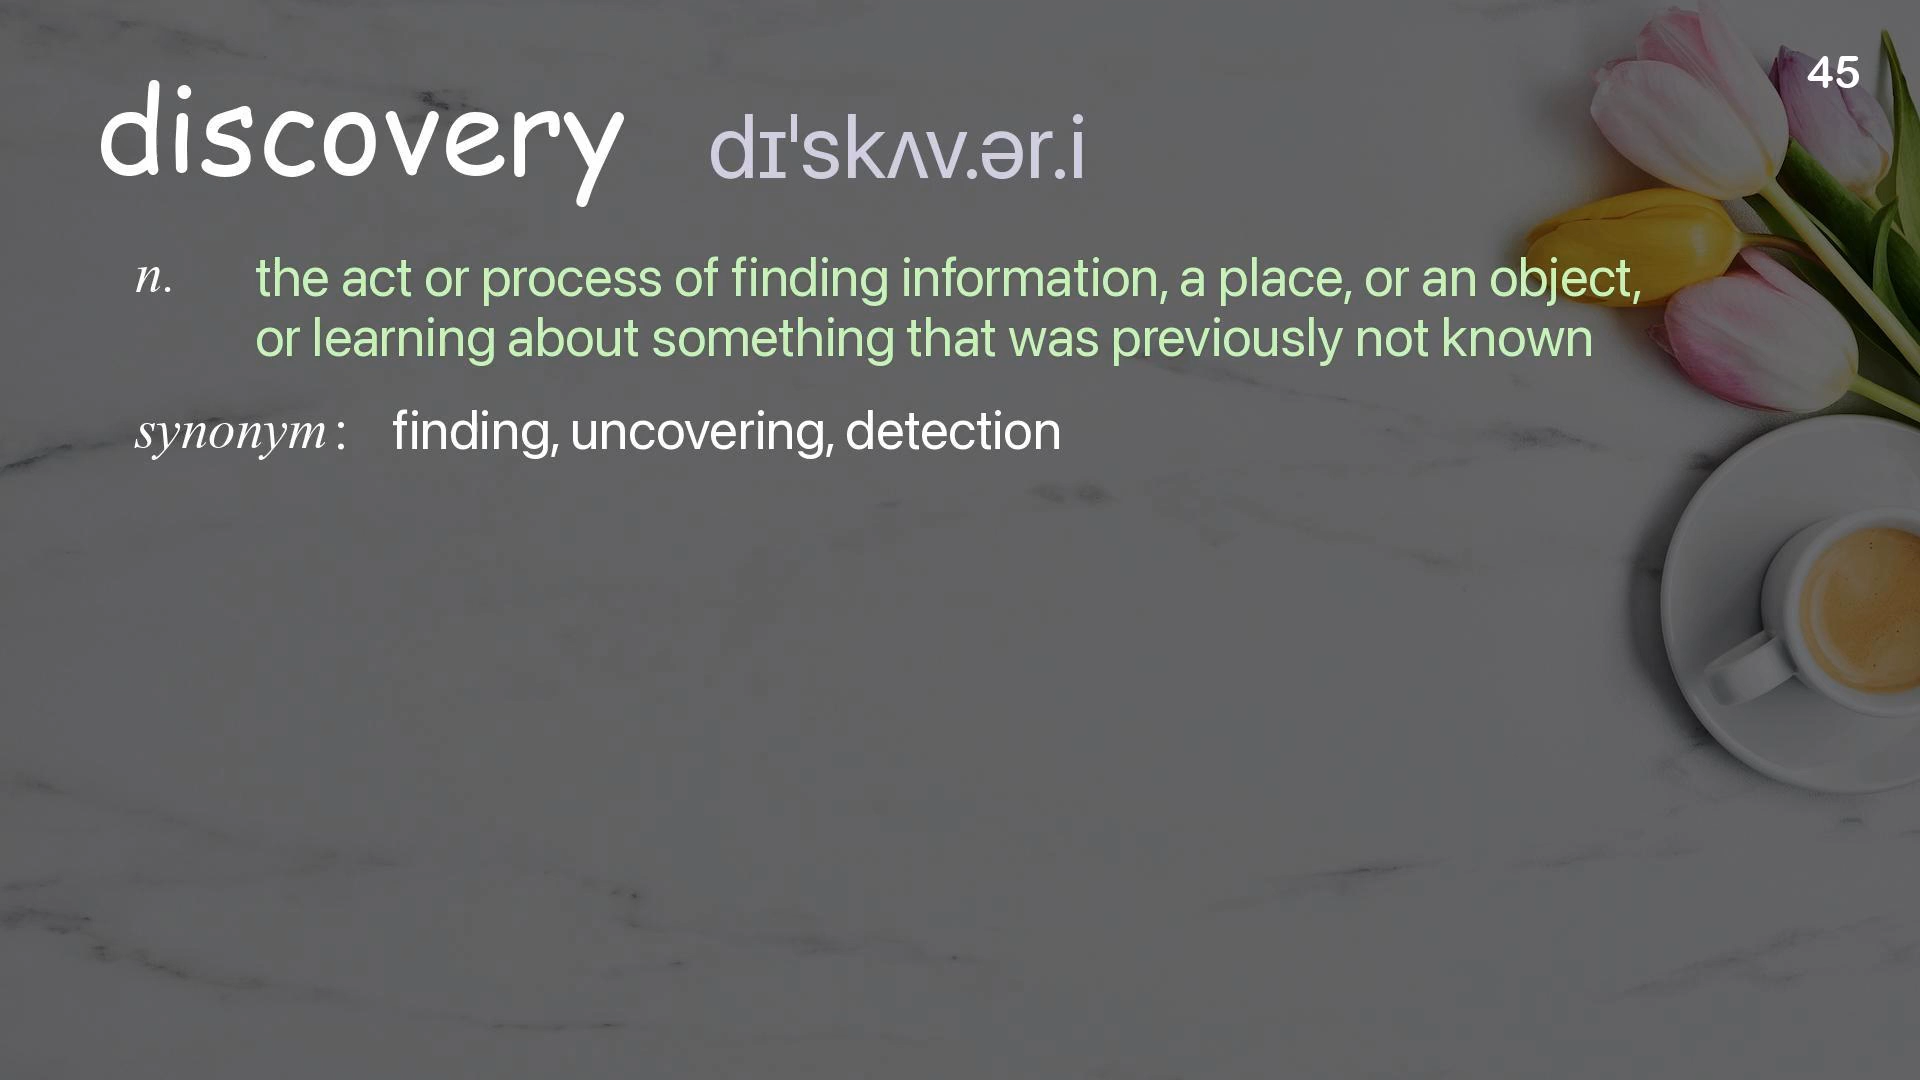 45
discovery dɪˈskʌv.ər.i
n. the act or process of finding information, a place, or an object,
or learning about something that was previously not known
synonym: finding, uncovering, detection